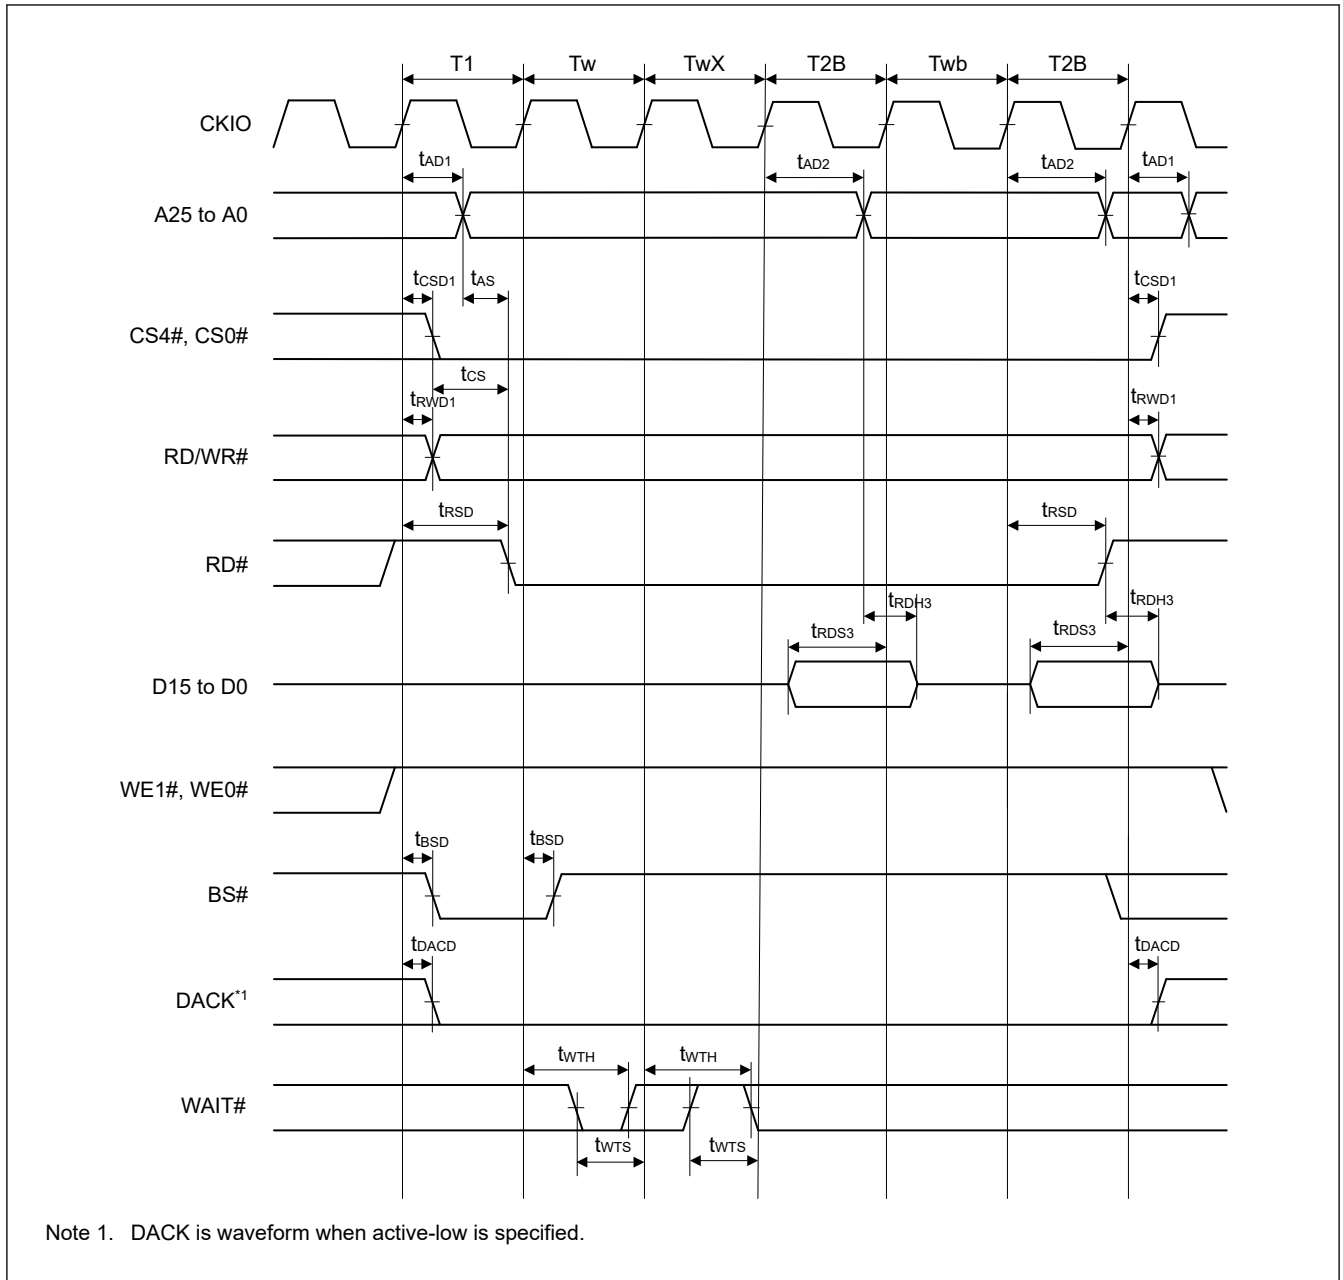 T1 Tw TwX T2B Twb T2B
CKIO
tAD1 tAD2 tAD2 tAD1
A25 to A0
tCSD1 tAS tCSD1
CS4#, CS0#
tCS
tRWD1 tRWD1
RD/WR#
tRSD tRSD
RD#
tRDH3 tRDH3
tRDS3 tRDS3
D15 to D0
WE1#, WE0#
tBSD tBSD
BS#
tDACD tDACD
DACK*1
tWTH tWTH
WAIT#
tWTS tWTS
Note 1. DACK is waveform when active-low is specified.